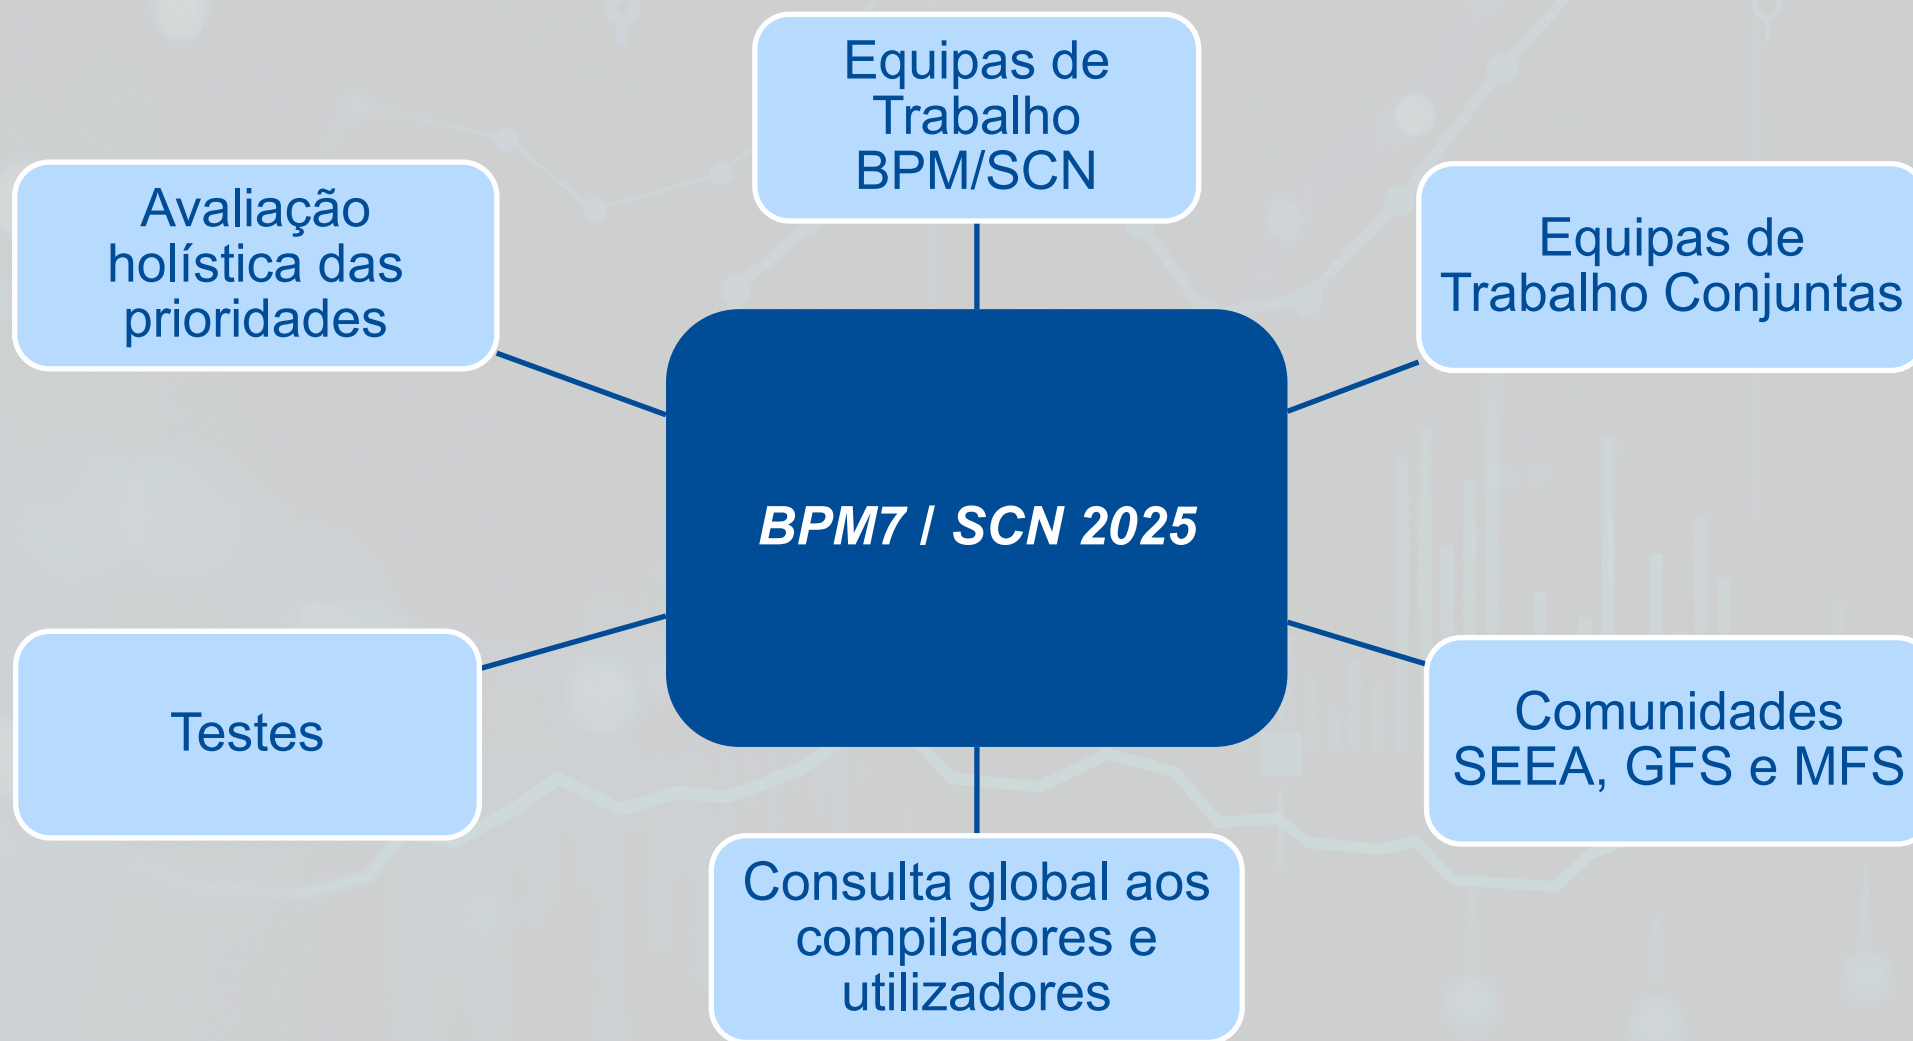 Equipas de
Trabalho
BPM/SCN
Avaliação
holística das
prioridades
Equipas de
Trabalho Conjuntas
BPM7 / SCN 2025
Testes
Comunidades
SEEA, GFS e MFS
Consulta global aos
compiladores e
utilizadores